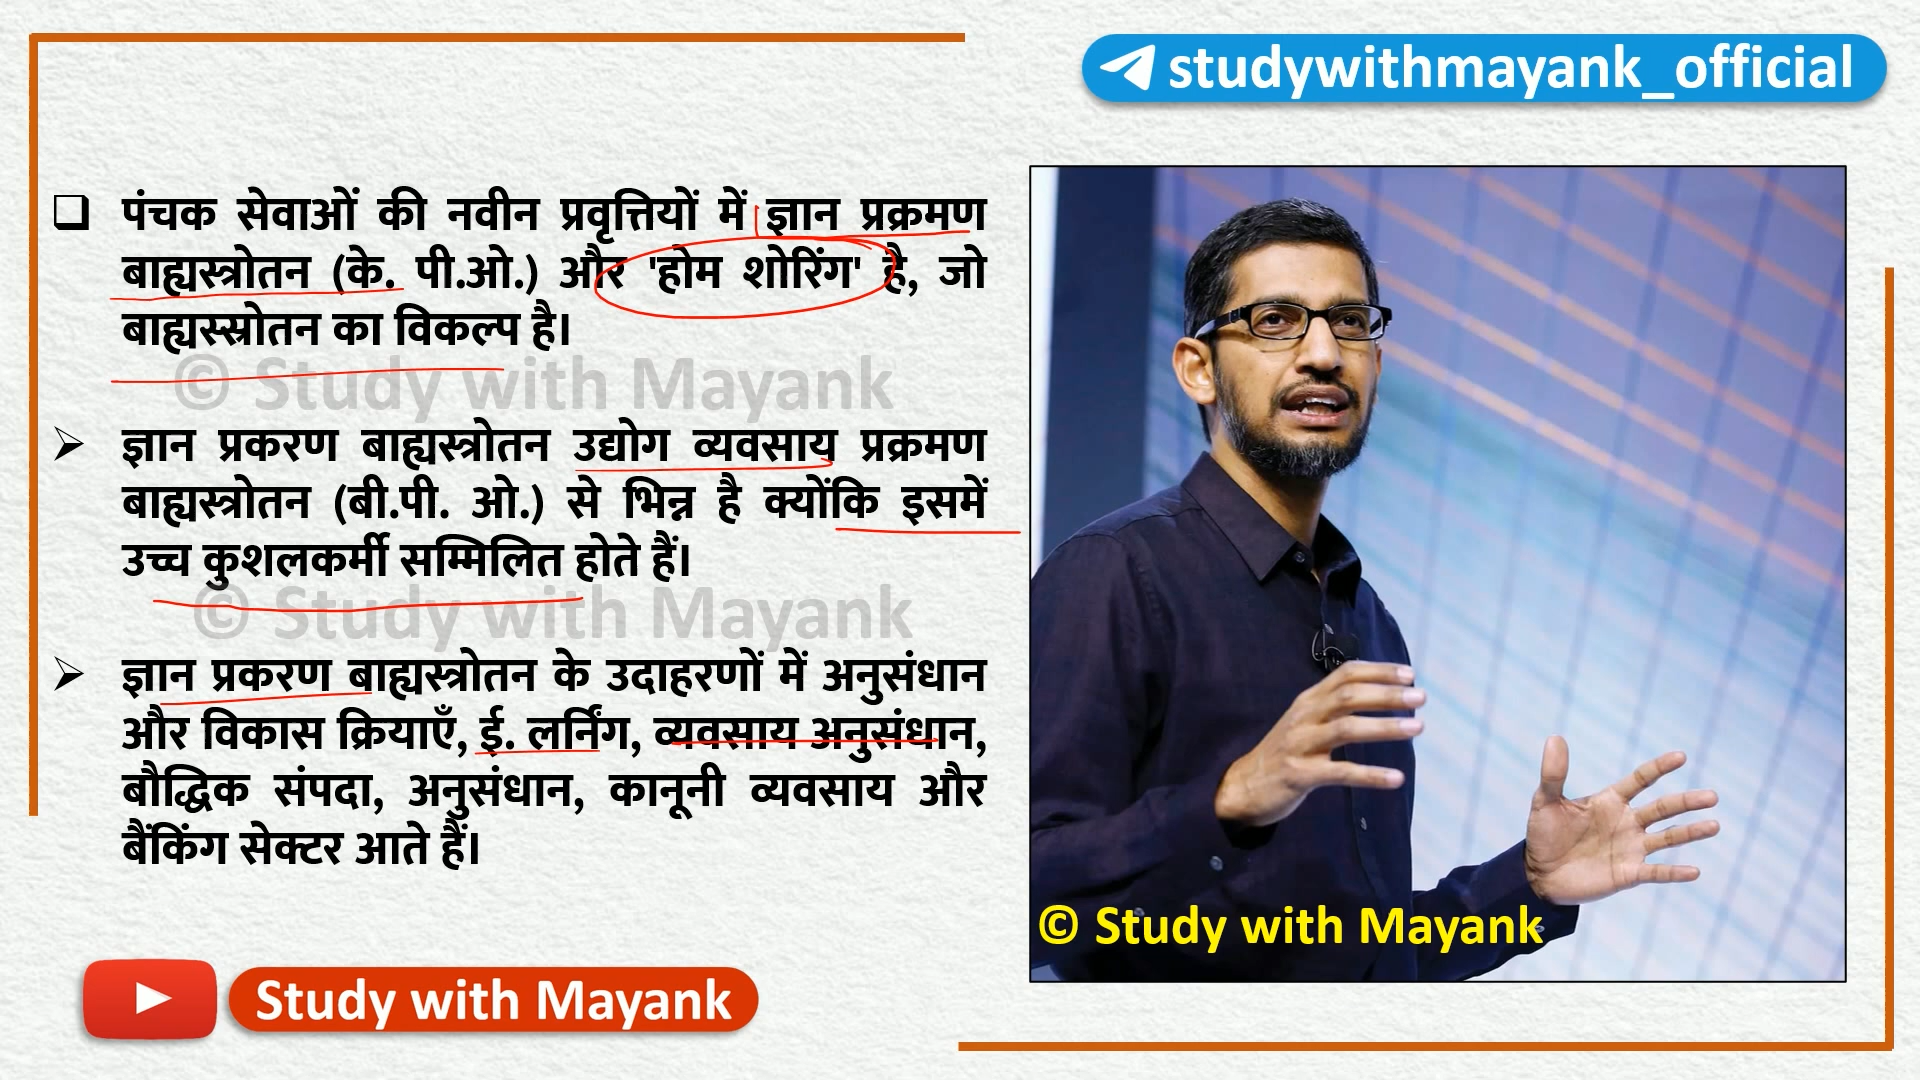 studywithmayank_official
पंचक सेवाओं की नवीन प्रवृत्तियों में ज्ञान प्रक्रमण
बाह्यस्त्रोतन (के. पी.ओ.) और 'होम शोरिंग' है, जो
बाह्यस्स्रोतन का विकल्प है।
© Study with Mayank
ज्ञान प्रकरण बाह्यस्त्रोतन उद्योग व्यवसाय प्रक्रमण
बाह्यस्त्रोतन (बी.पी. ओ.) से भिन्न है क्योंकि इसमें
उच्च कुशलकर्मी सम्मिलित होते हैं।
© Study with Mayank
ज्ञान प्रकरण बाह्यस्त्रोतन के उदाहरणों में अनुसंधान
और विकास क्रियाएँ, ई. लर्निंग, व्यवसाय अनुसंधान,
बौद्धिक संपदा, अनुसंधान, कानूनी व्यवसाय और
बैंकिंग सेक्टर आते हैं।
© Study with Mayank
Study with Mayank